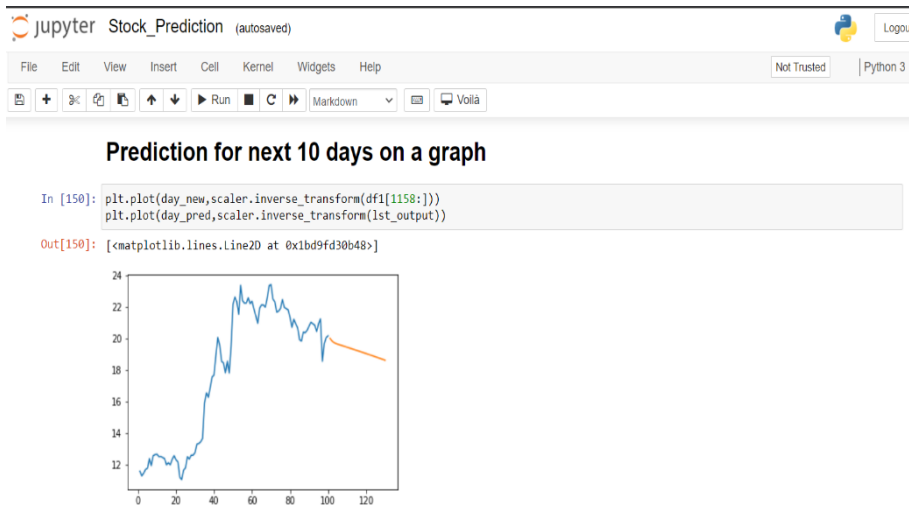 jupyter Stock_Prediction (autosaved)
Logou
File Edit View Insert Cell Kernel Widgets Help Not Trusted Python 3
Run Markdown Voilà
Prediction for next 10 days on a graph
In [150]: plt.plot(day_new,scaler.inverse_transform(df1[1158:]))
plt.plot(day_pred,scaler.inverse_transform(lst_output))
Out[150]: [<matplotlib.lines.Line2D at 0x1bd9fd30b48>]
24
22
20
18
16
14
12
0 20 40 60 80 100 120